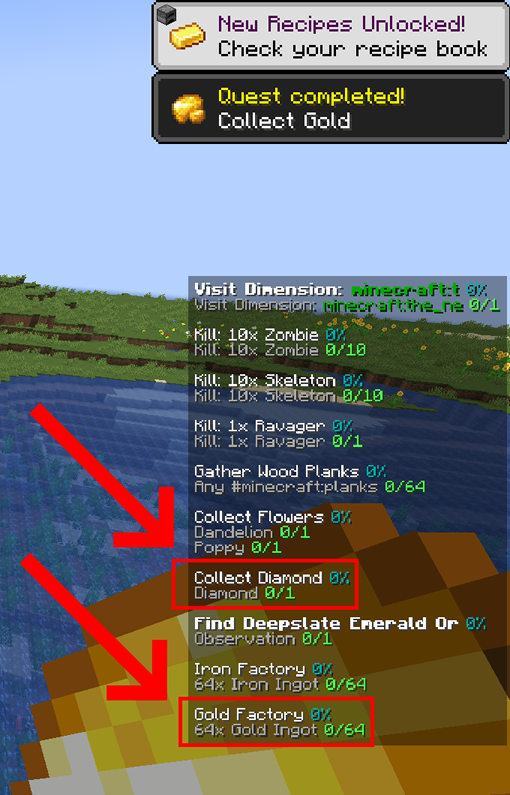 New Recipes Unlocked!
Check your recipe book
Quest completed!
Collect Gold
Visit Dimension: minecraft:t 0%
Visit Dimension: minecraft:the_ne 0/1
Kill: 10x Zombie 0%
Kill: 10x Zombie 0/10
Kill: 10x Skeleton 0%
Kill: 10x Skeleton 0/10
Kill: 1x Ravager 0%
Kill: 1x Ravager 0/1
Gather Wood Planks 0%
Any #minecraft:planks 0/64
Collect Flowers 0%
Dandelion 0/1
Poppy 0/1
Collect Diamond 0%
Diamond 0/1
Find Deepslate Emerald Or 0%
Observation 0/1
Iron Factory 0%
64x Iron Ingot 0/64
Gold Factory 0%
64x Gold Ingot 0/64